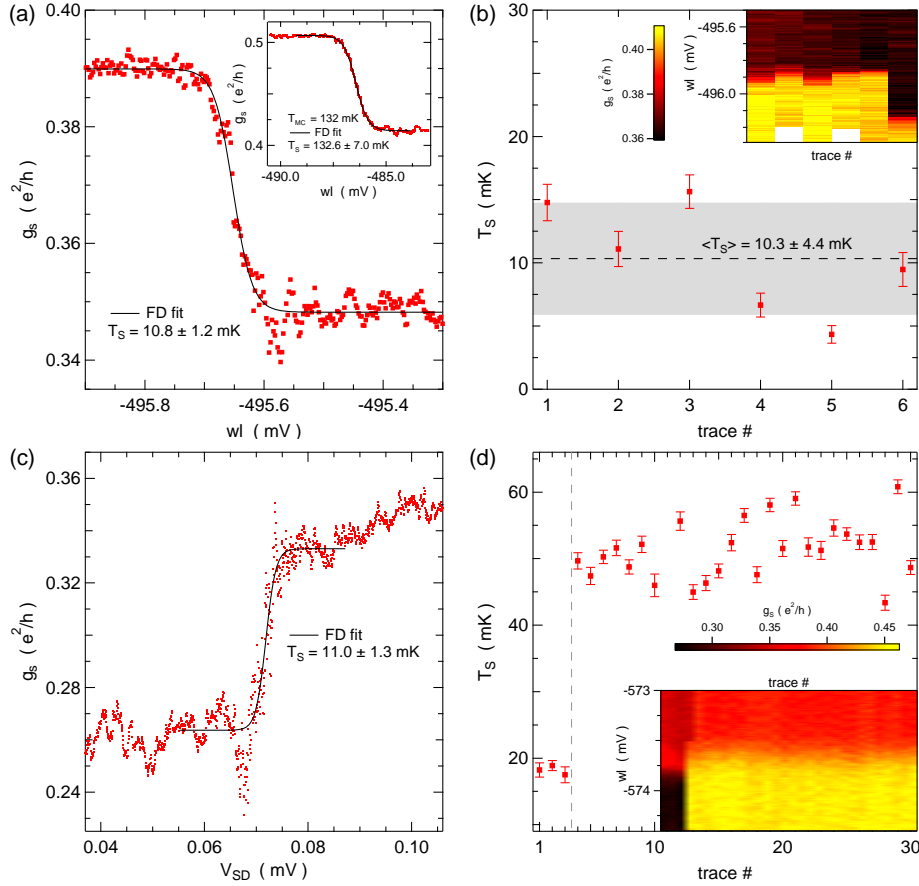 (a)
0.39
0.38
0.37
0.36
0.35
0.34
g_s ( e²/h )
-495.8
-495.6
-495.4
wl ( mV )
FD fit
T_S = 10.8 ± 1.2 mK
0.5
0.4
g_s ( e²/h )
T_MC = 132 mK
FD fit
T_S = 132.6 ± 7.0 mK
-490
-485
wl ( mV )
(b)
30
25
20
15
10
5
0
T_S ( mK )
0.40
0.38
0.36
g_s ( e²/h )
-495.6
-496.0
wl ( mV )
trace #
<T_S> = 10.3 ± 4.4 mK
1
2
3
4
5
6
trace #
(c)
0.36
0.32
0.28
0.24
g_s ( e²/h )
FD fit
T_S = 11.0 ± 1.3 mK
0.04
0.06
0.08
0.10
V_SD ( mV )
(d)
60
40
20
T_S ( mK )
g_S ( e²/h )
0.30
0.35
0.40
0.45
trace #
-573
-574
wl ( mV )
1
10
20
30
trace #